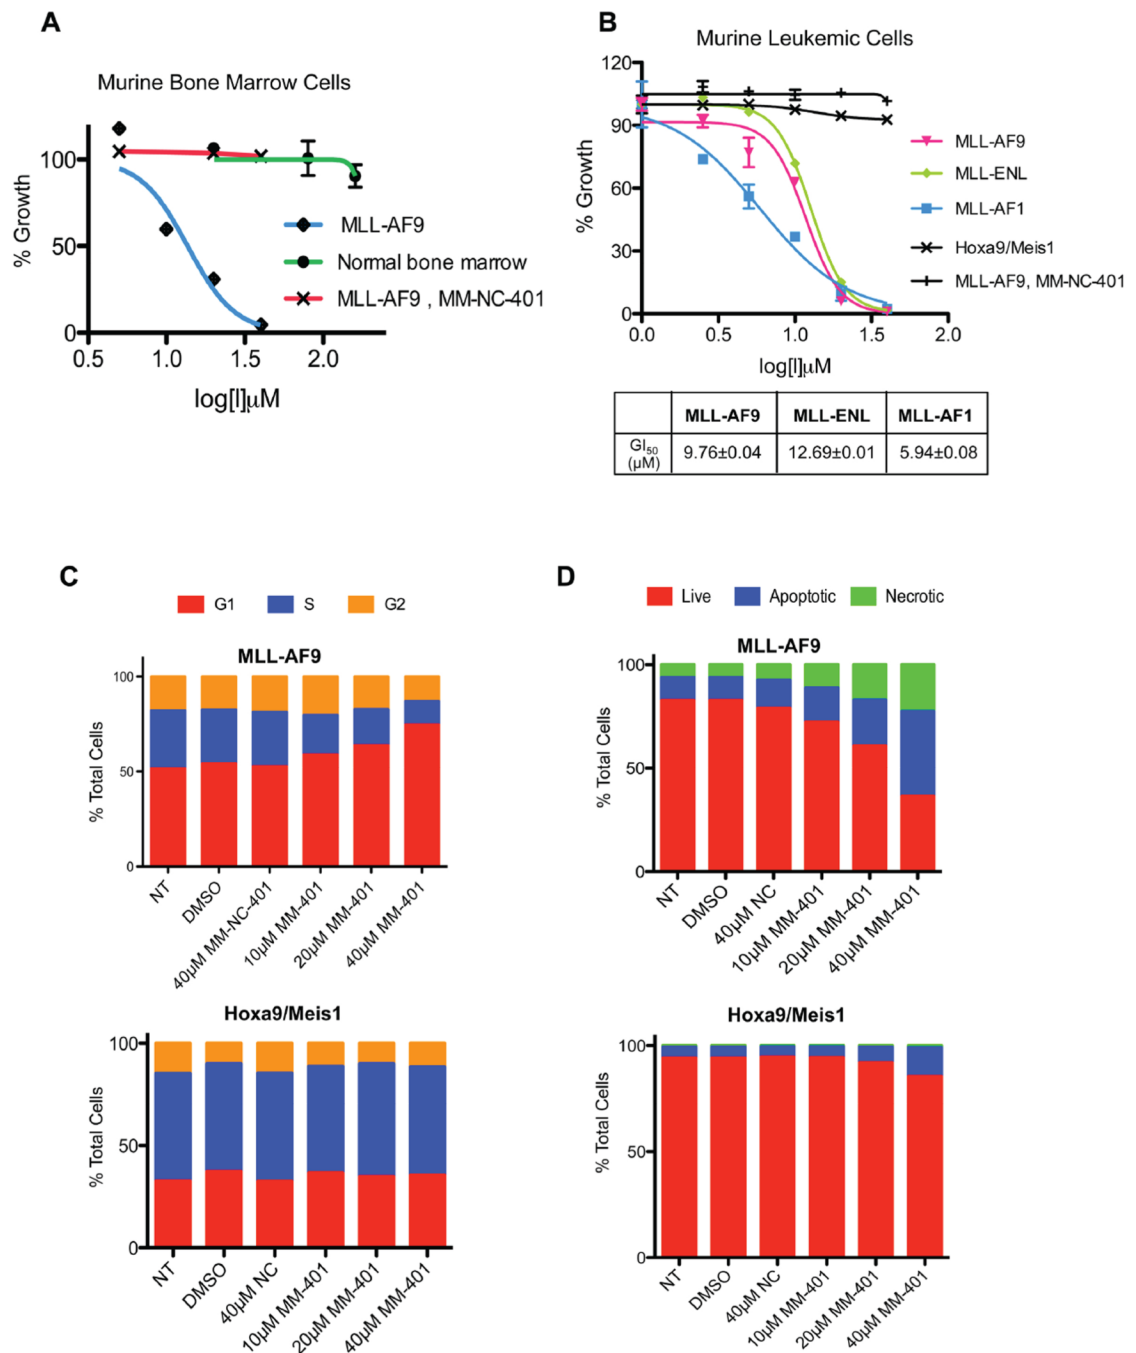 A
Murine Bone Marrow Cells
% Growth
100
50
0
0.5 1.0 1.5 2.0
log[I]µM
MLL-AF9
Normal bone marrow
MLL-AF9 , MM-NC-401
B
Murine Leukemic Cells
% Growth
120
90
60
30
0
0.0 0.5 1.0 1.5 2.0
log[I]µM
MLL-AF9
MLL-ENL
MLL-AF1
Hoxa9/Meis1
MLL-AF9, MM-NC-401
MLL-AF9 MLL-ENL MLL-AF1
GI50 (µM) 9.76±0.04 12.69±0.01 5.94±0.08
C
G1 S G2
MLL-AF9
% Total Cells
100
50
0
NT
DMSO
40µM MM-NC-401
10µM MM-401
20µM MM-401
40µM MM-401
Hoxa9/Meis1
% Total Cells
100
50
0
NT
DMSO
40µM NC
10µM MM-401
20µM MM-401
40µM MM-401
D
Live Apoptotic Necrotic
MLL-AF9
% Total Cells
100
50
0
NT
DMSO
40µM NC
10µM MM-401
20µM MM-401
40µM MM-401
Hoxa9/Meis1
% Total Cells
100
50
0
NT
DMSO
40µM NC
10µM MM-401
20µM MM-401
40µM MM-401